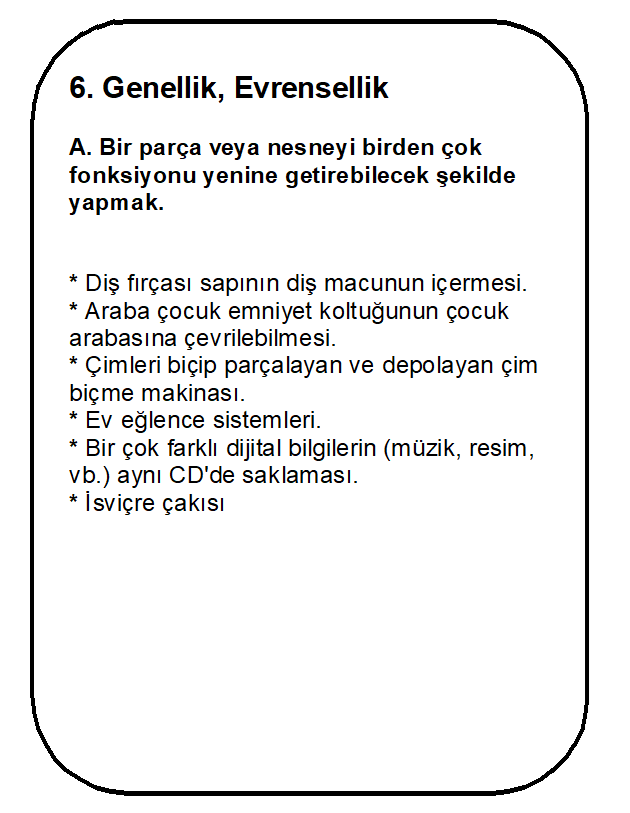 6. Genellik, Evrensellik
A. Bir parça veya nesneyi birden çok
fonksiyonu yenine getirebilecek şekilde
yapmak.
* Diş fırçası sapının diş macunun içermesi.
* Araba çocuk emniyet koltuğunun çocuk
arabasına çevrilebilmesi.
* Çimleri biçip parçalayan ve depolayan çim
biçme makinası.
* Ev eğlence sistemleri.
* Bir çok farklı dijital bilgilerin (müzik, resim,
vb.) aynı CD'de saklaması.
* İsviçre çakısı